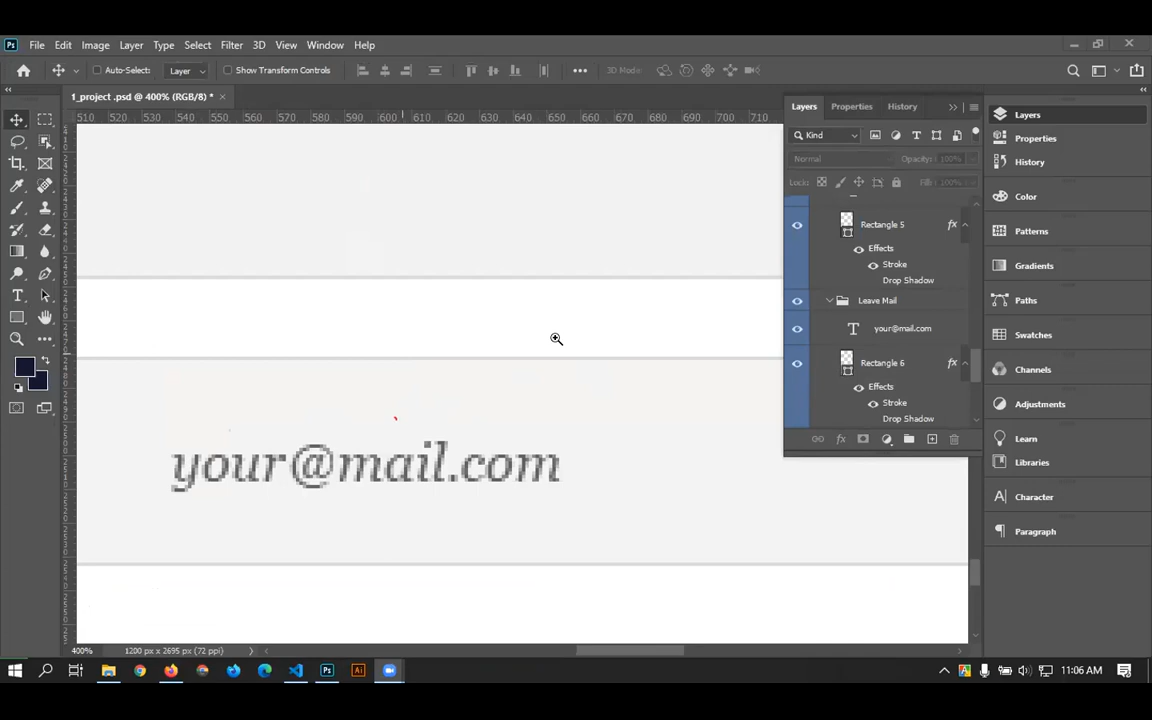 Ps File Edit Image Layer Type Select Filter 3D View Window Help
Auto-Select: Layer Show Transform Controls 3D Mode:
1_project .psd @ 400% (RGB/8) *
510 520 530 540 550 560 570 580 590 600 610 620 630 640 650 660 670 680 690 700 710
Layers Properties History
Kind
Normal Opacity: 100%
Lock: Fill: 100%
Rectangle 5 fx
Effects
Stroke
Drop Shadow
Leave Mail
T your@mail.com
Rectangle 6 fx
Effects
Stroke
Drop Shadow
Layers
Properties
History
Color
Patterns
Gradients
Paths
Swatches
Channels
Adjustments
Learn
Libraries
Character
Paragraph
your@mail.com
400% 1200 px x 2695 px (72 ppi)
Ps Ai 11:06 AM